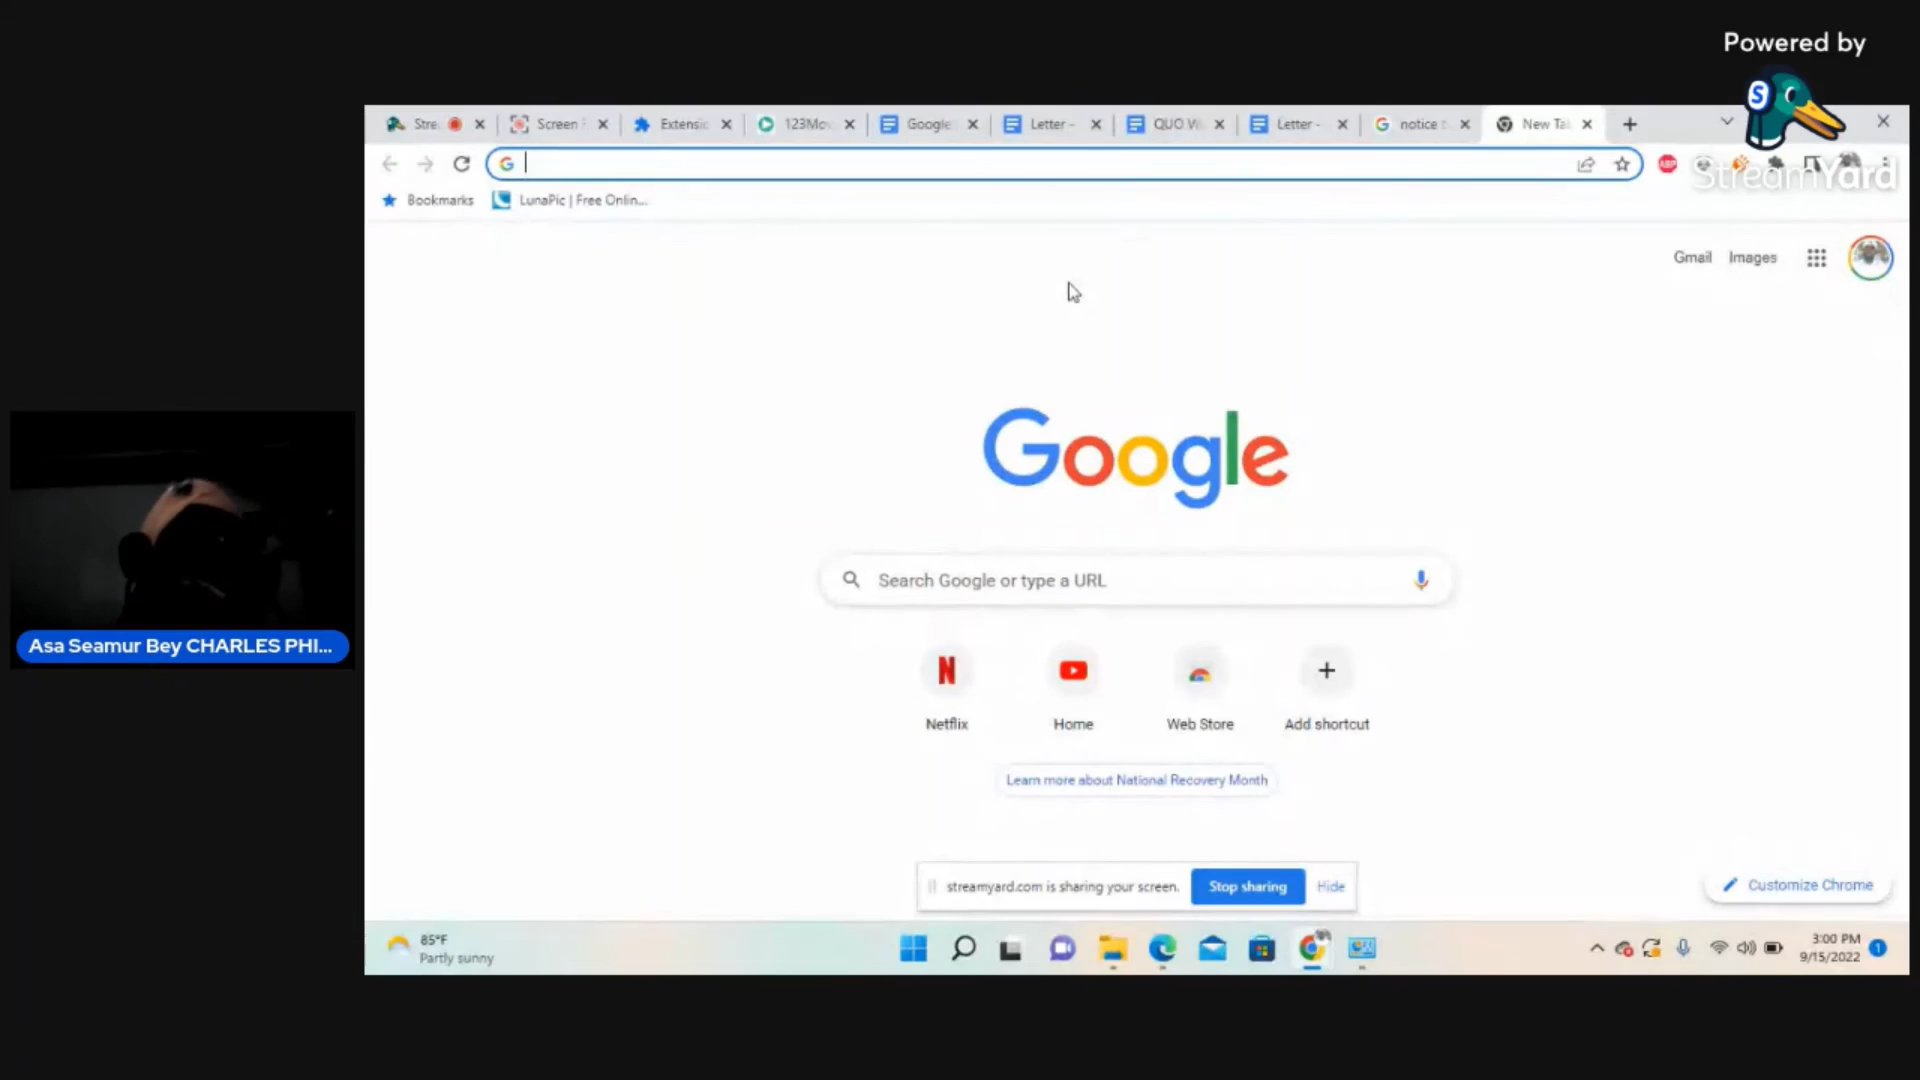 Powered by
StreamYard
Stre
Screen
Extensio
123Mov
Google
Letter -
QUO W
Letter -
notice t
New Tab
Bookmarks
LunaPic | Free Onlin...
Gmail
Images
Google
Search Google or type a URL
Netflix
Home
Web Store
Add shortcut
Learn more about National Recovery Month
Asa Seamur Bey CHARLES PHI...
streamyard.com is sharing your screen.
Stop sharing
Hide
Customize Chrome
85°F
Partly sunny
3:00 PM
9/15/2022
1